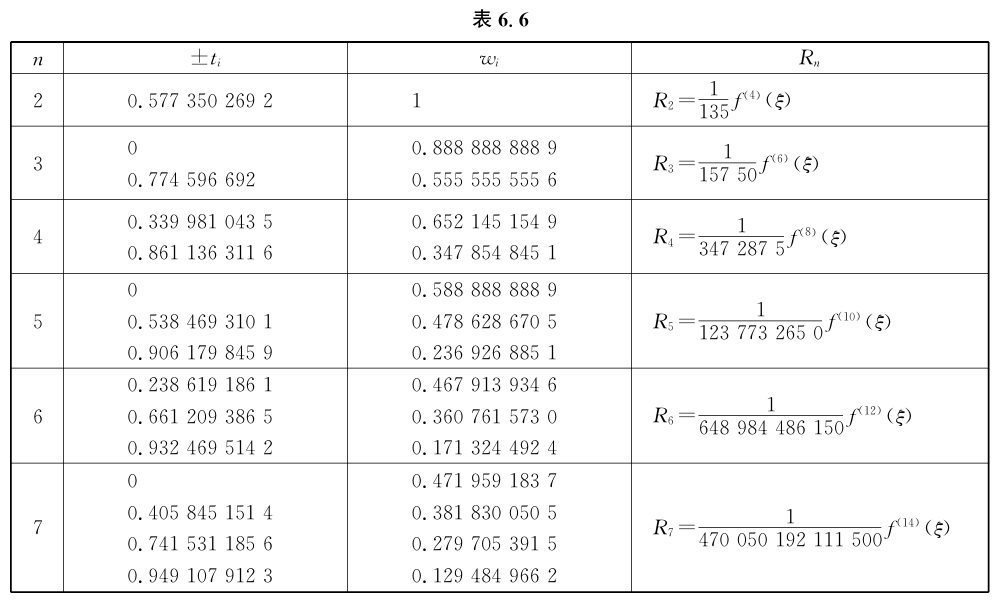 表 6.6
n ±tᵢ wᵢ Rₙ
2 0.577 350 269 2 1 R₂=1/135 f⁽⁴⁾(ξ)
3 0 0.888 888 888 9 R₃=1/157 50 f⁽⁶⁾(ξ)
0.774 596 692 0.555 555 555 6
4 0.339 981 043 5 0.652 145 154 9 R₄=1/347 287 5 f⁽⁸⁾(ξ)
0.861 136 311 6 0.347 854 845 1
5 0 0.588 888 888 9 R₅=1/123 773 265 0 f⁽¹⁰⁾(ξ)
0.538 469 310 1 0.478 628 670 5
0.906 179 845 9 0.236 926 885 1
6 0.238 619 186 1 0.467 913 934 6 R₆=1/648 984 486 150 f⁽¹²⁾(ξ)
0.661 209 386 5 0.360 761 573 0
0.932 469 514 2 0.171 324 492 4
7 0 0.471 959 183 7 R₇=1/470 050 192 111 500 f⁽¹⁴⁾(ξ)
0.405 845 151 4 0.381 830 050 5
0.741 531 185 6 0.279 705 391 5
0.949 107 912 3 0.129 484 966 2